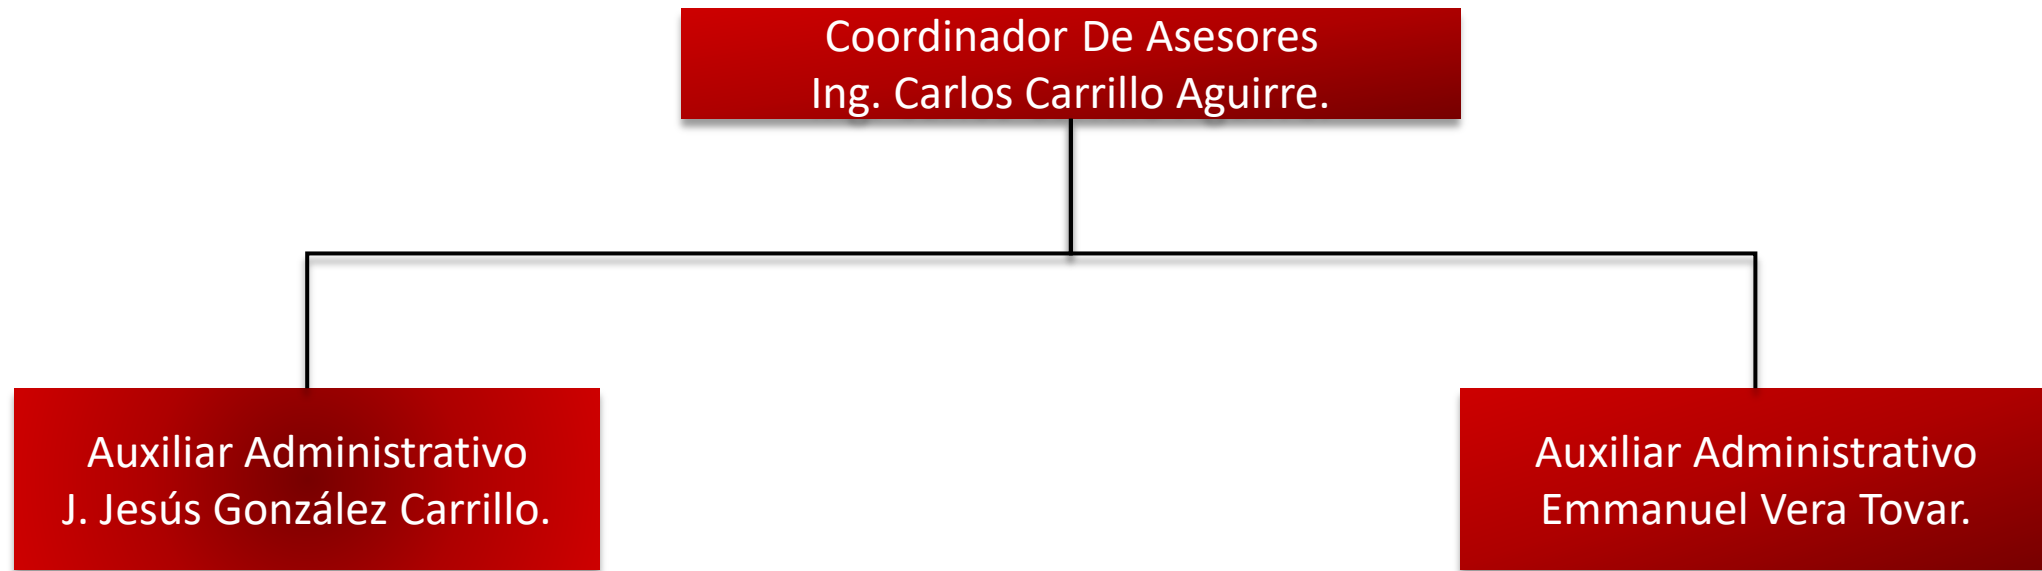 Coordinador De Asesores
Ing. Carlos Carrillo Aguirre.
Auxiliar Administrativo
J. Jesús González Carrillo.
Auxiliar Administrativo
Emmanuel Vera Tovar.